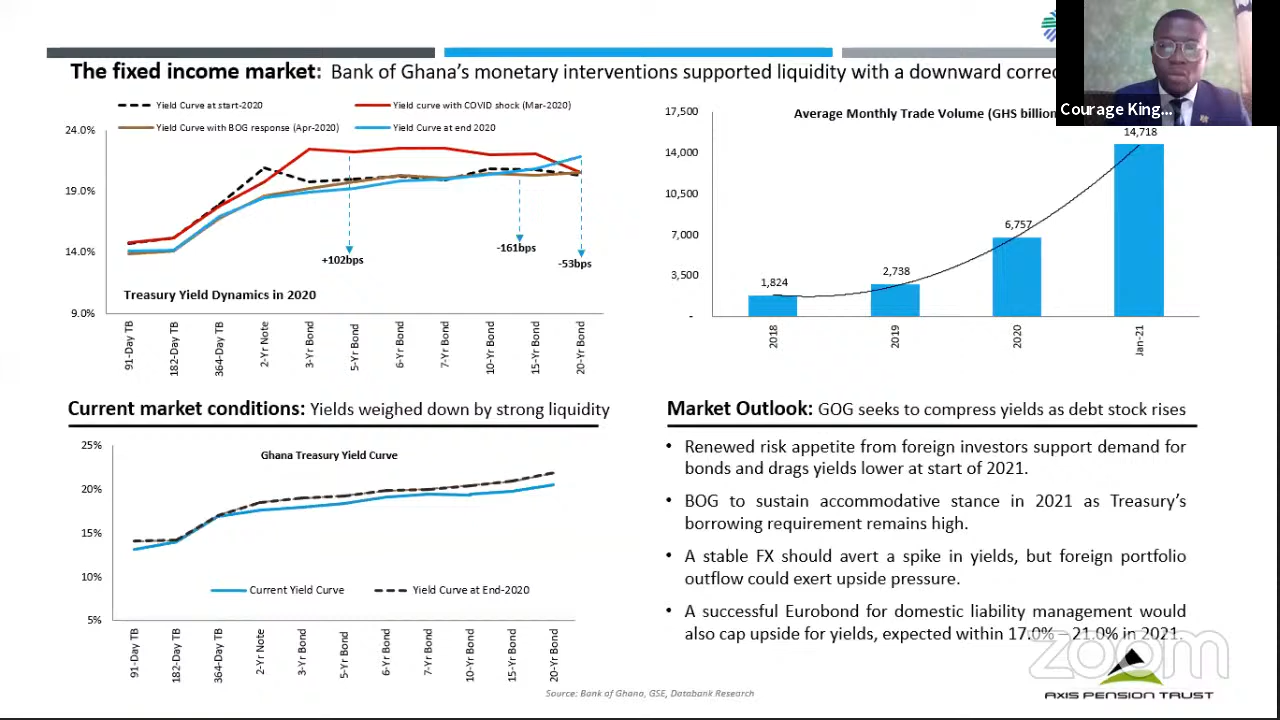 The fixed income market: Bank of Ghana's monetary interventions supported liquidity with a downward
Courage King...
Yield Curve at start-2020
Yield curve with COVID shock (Mar-2020)
Yield Curve with BOG response (Apr-2020)
Yield Curve at end 2020
24.0%
19.0%
14.0%
9.0%
+102bps
-161bps
-53bps
Treasury Yield Dynamics in 2020
91-Day TB
182-Day TB
364-Day TB
2-Yr Note
3-Yr Bond
5-Yr Bond
6-Yr Bond
7-Yr Bond
10-Yr Bond
15-Yr Bond
20-Yr Bond
Average Monthly Trade Volume (GHS billion
17,500
14,000
10,500
7,000
3,500
-
1,824
2,738
6,757
14,718
2018
2019
2020
Jan-21
Current market conditions: Yields weighed down by strong liquidity
Ghana Treasury Yield Curve
25%
20%
15%
10%
5%
Current Yield Curve
Yield Curve at End-2020
91-Day TB
182-Day TB
364-Day TB
2-Yr Note
3-Yr Bond
5-Yr Bond
6-Yr Bond
7-Yr Bond
10-Yr Bond
15-Yr Bond
20-Yr Bond
Market Outlook: GOG seeks to compress yields as debt stock rises
• Renewed risk appetite from foreign investors support demand for
bonds and drags yields lower at start of 2021.
• BOG to sustain accommodative stance in 2021 as Treasury's
borrowing requirement remains high.
• A stable FX should avert a spike in yields, but foreign portfolio
outflow could exert upside pressure.
• A successful Eurobond for domestic liability management would
also cap upside for yields, expected within 17.0% – 21.0% in 2021.
zoom
AXIS PENSION TRUST
Source: Bank of Ghana, GSE, Databank Research